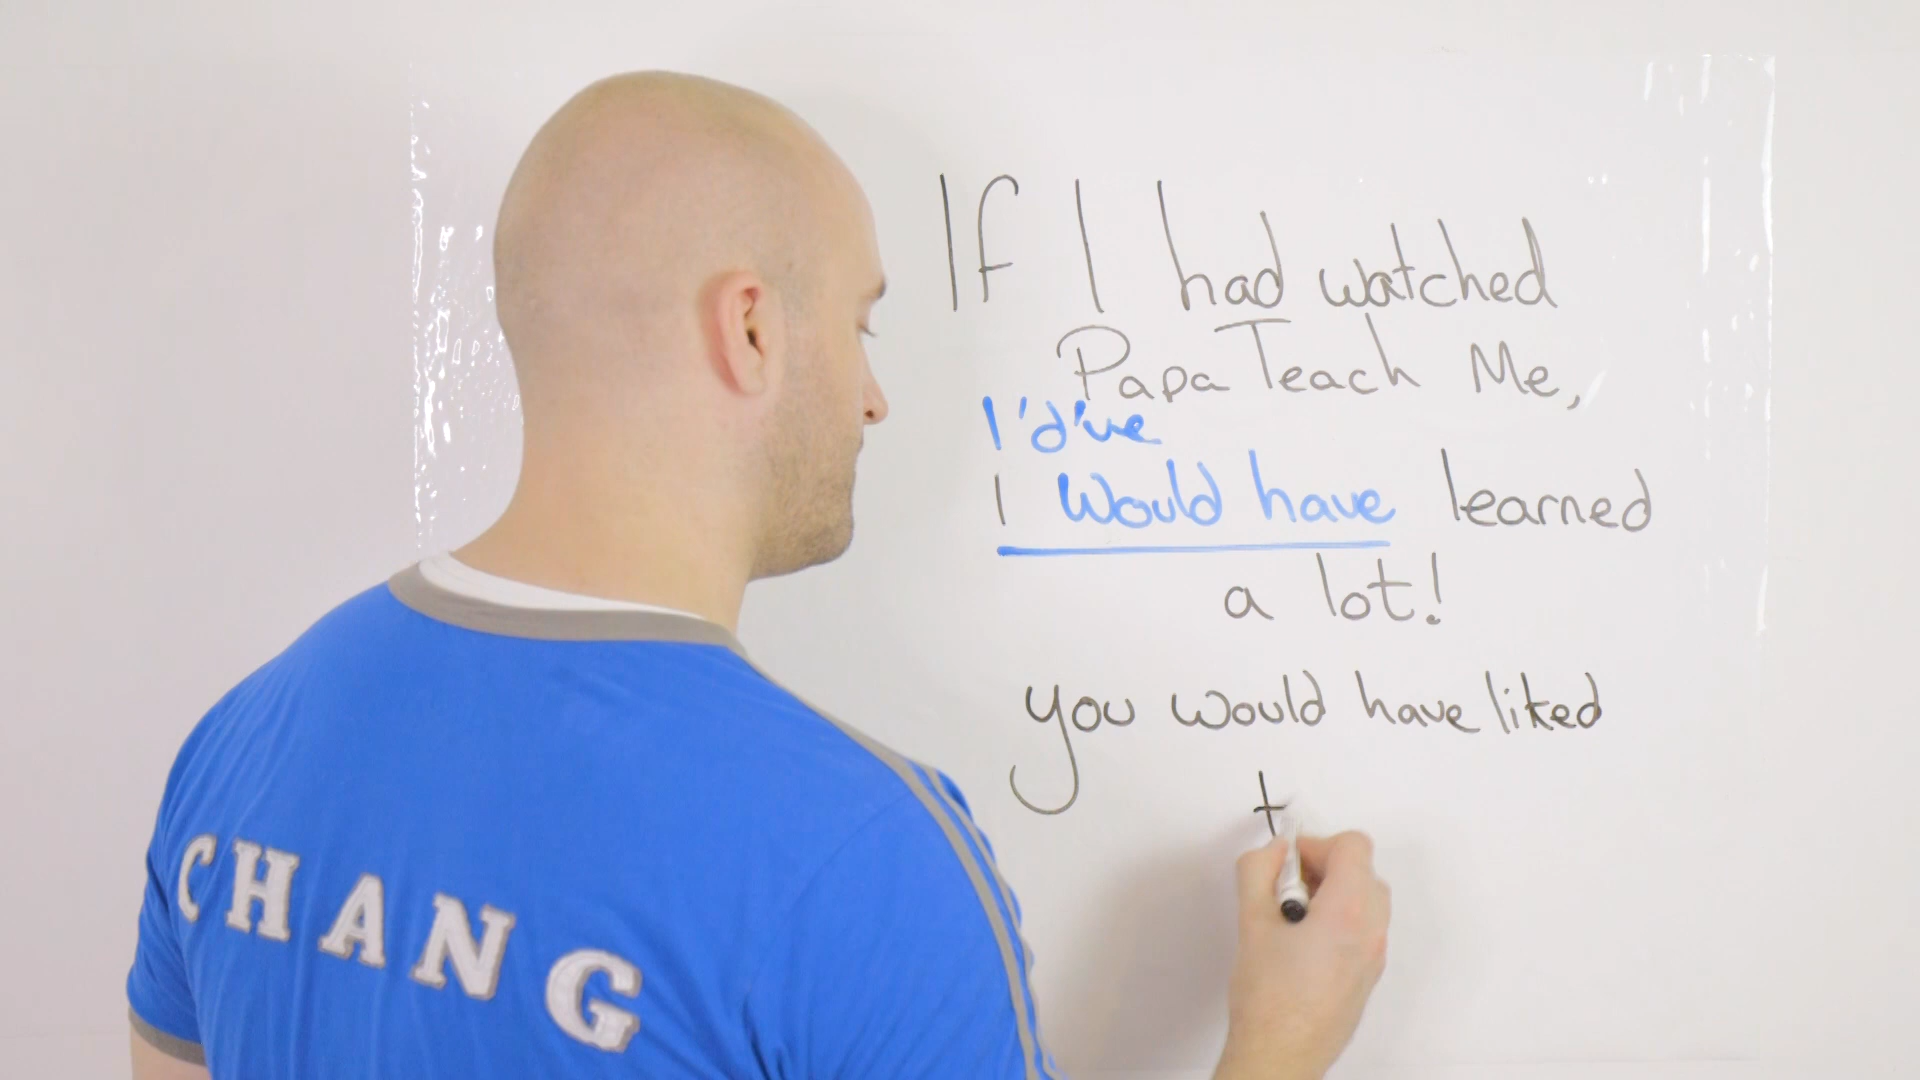 If I had watched
Papa Teach Me,
I'd've
I Would have learned
a lot!
you would have liked
t
CHANG